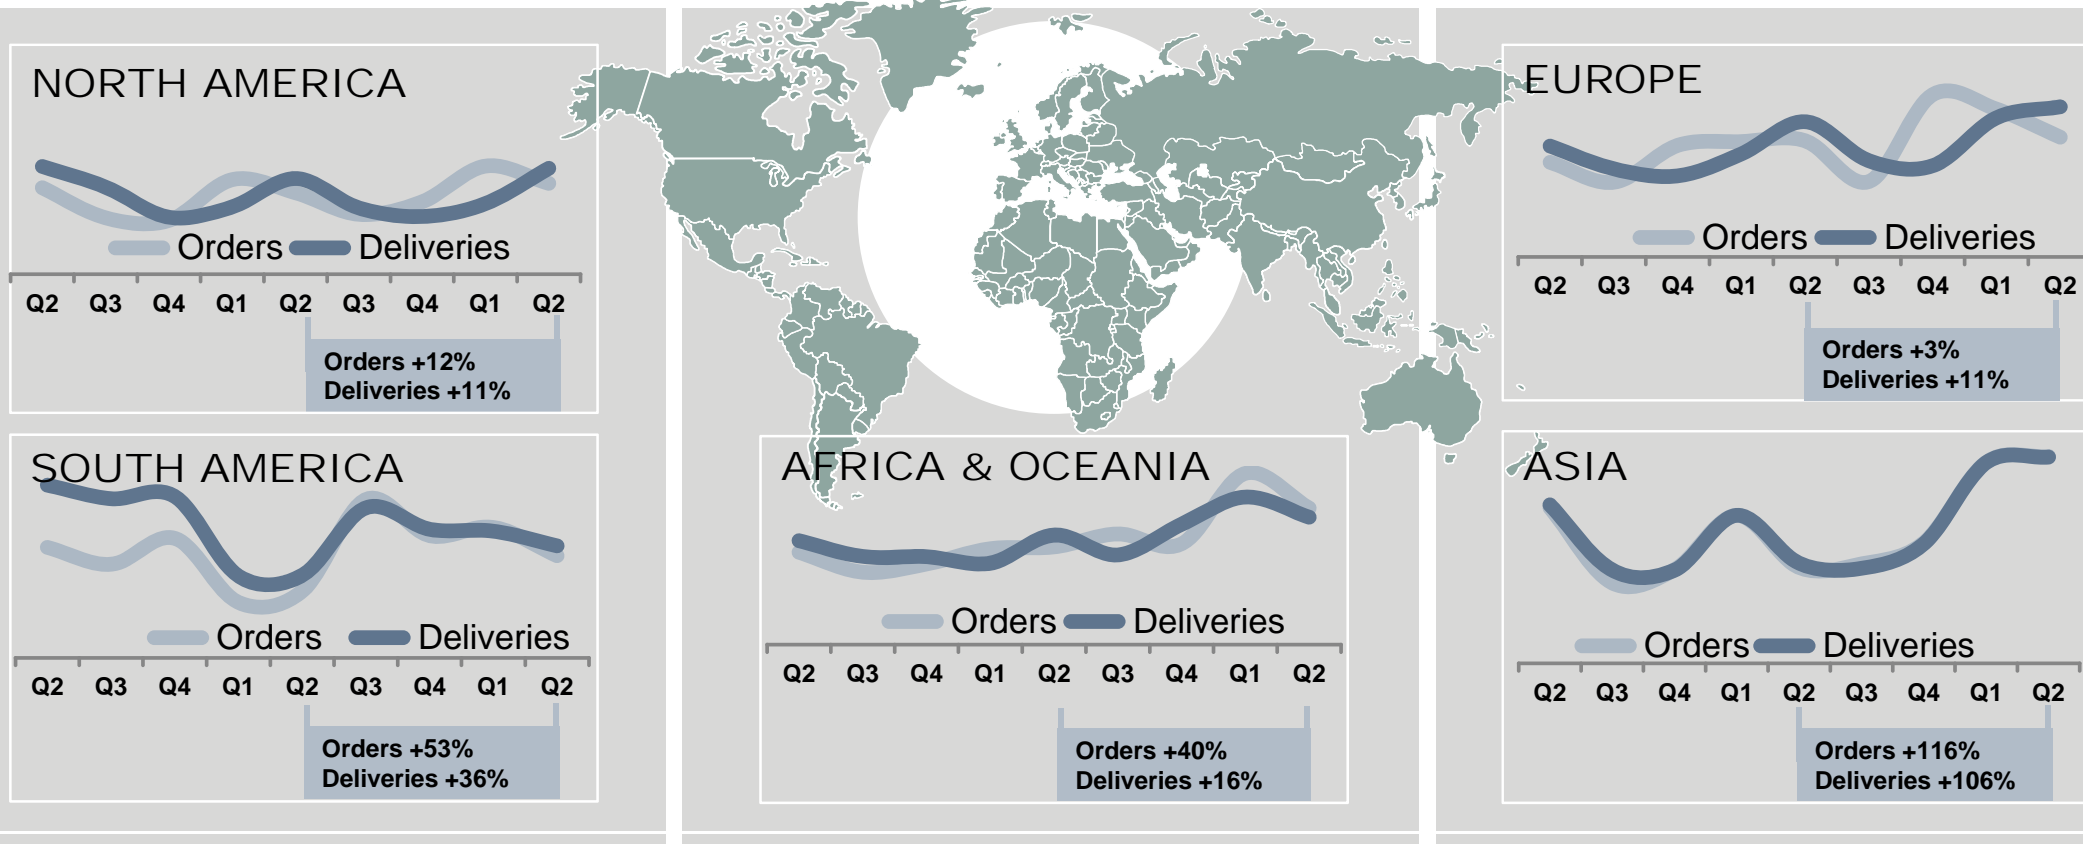 NORTH AMERICA
Orders Deliveries
Q2 Q3 Q4 Q1 Q2 Q3 Q4 Q1 Q2
Orders +12%
Deliveries +11%
SOUTH AMERICA
Orders Deliveries
Q2 Q3 Q4 Q1 Q2 Q3 Q4 Q1 Q2
Orders +53%
Deliveries +36%
AFRICA & OCEANIA
Orders Deliveries
Q2 Q3 Q4 Q1 Q2 Q3 Q4 Q1 Q2
Orders +40%
Deliveries +16%
EUROPE
Orders Deliveries
Q2 Q3 Q4 Q1 Q2 Q3 Q4 Q1 Q2
Orders +3%
Deliveries +11%
ASIA
Orders Deliveries
Q2 Q3 Q4 Q1 Q2 Q3 Q4 Q1 Q2
Orders +116%
Deliveries +106%